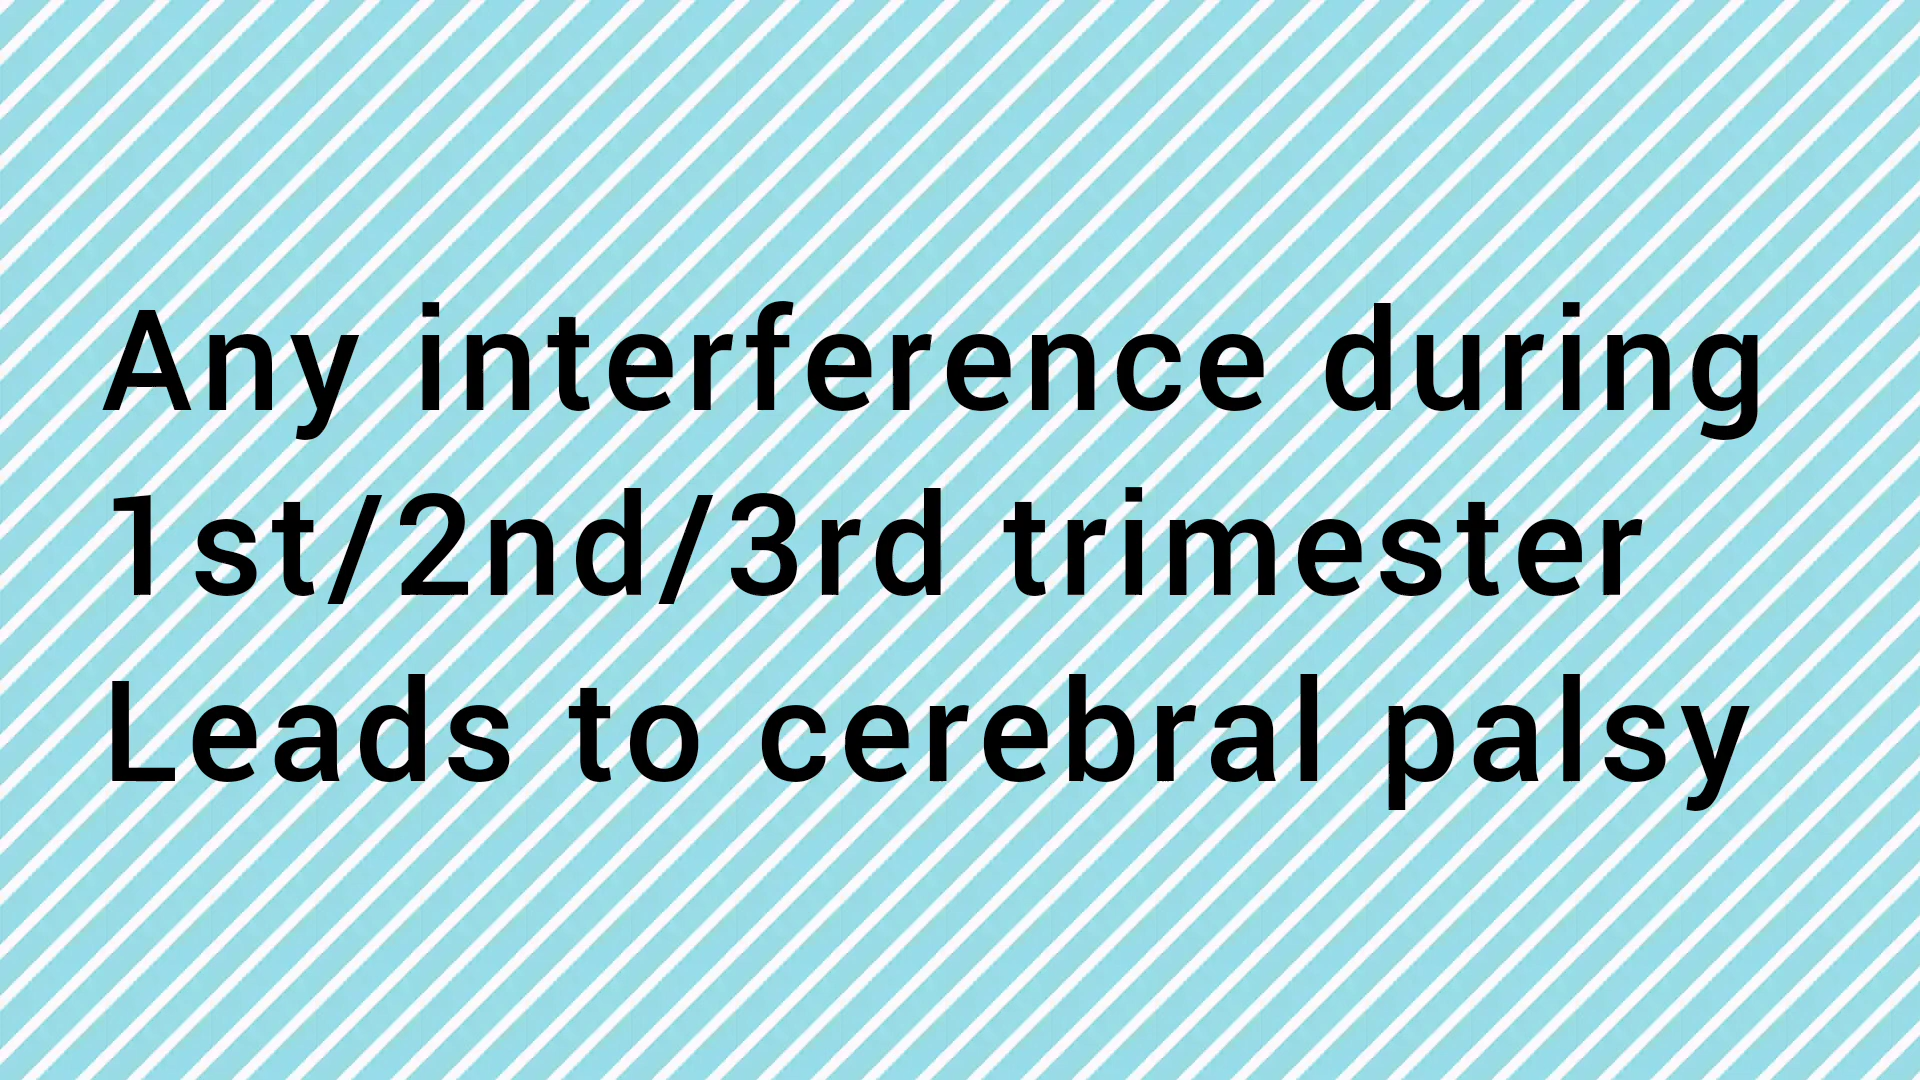 Any interference during
1st/2nd/3rd trimester
Leads to cerebral palsy